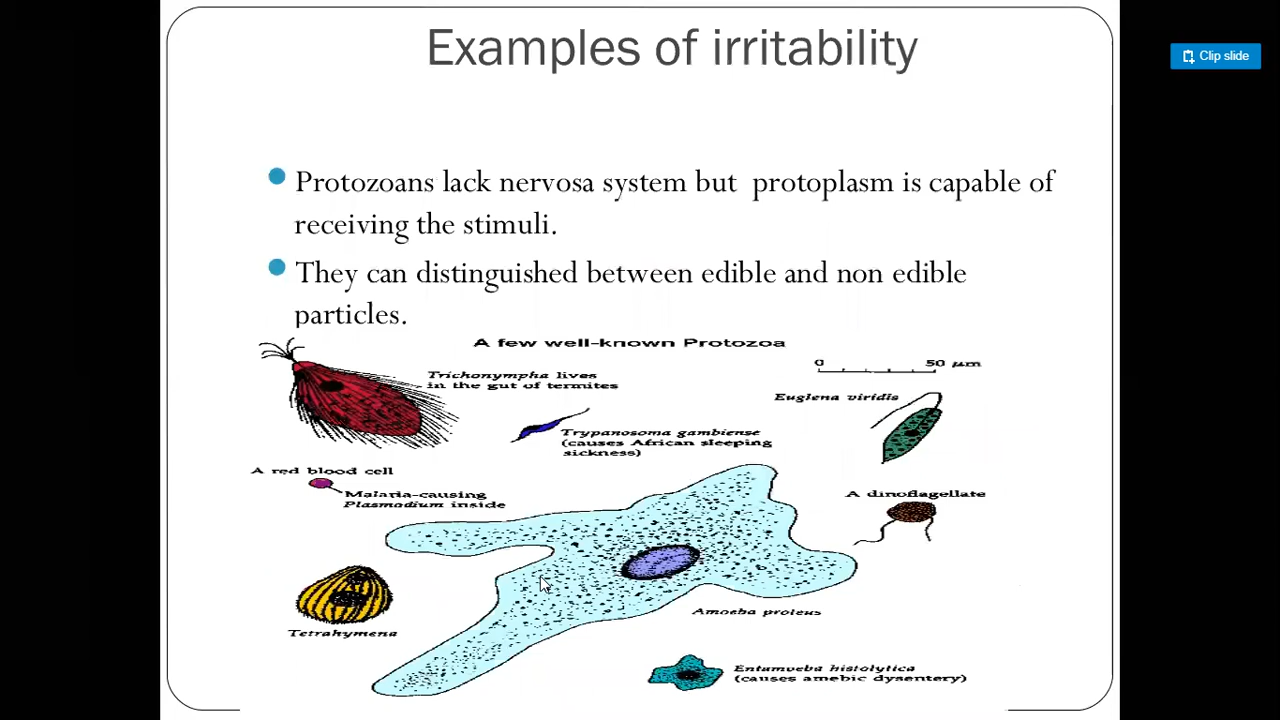 Examples of irritability
Clip slide
Protozoans lack nervosa system but protoplasm is capable of
receiving the stimuli.
They can distinguished between edible and non edible
particles.
A few well-known Protozoa
0 50 µm
Trichonympha lives
in the gut of termites
Euglena viridis
Trypanosoma gambiense
(causes African sleeping
sickness)
A red blood cell
Malaria-causing
Plasmodium inside
A dinoflagellate
Amoeba proteus
Tetrahymena
Entamoeba histolytica
(causes amebic dysentery)